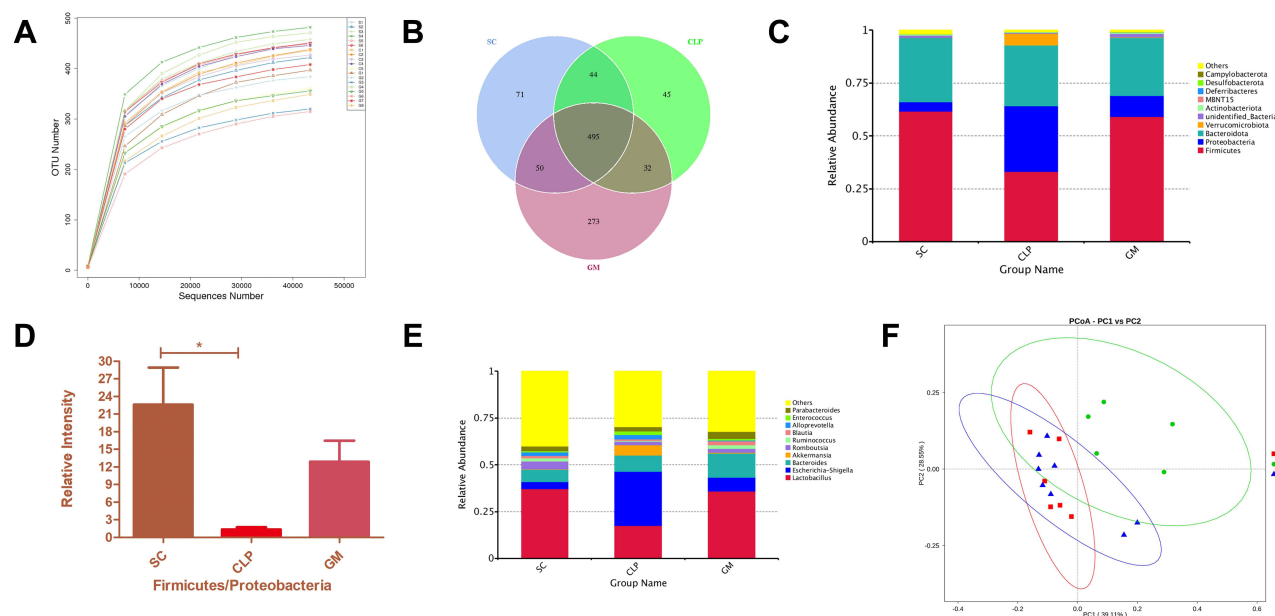 A
OTU Number
500
400
300
200
100
0
0
10000
20000
30000
40000
50000
Sequences Number
B
SC
CLP
GM
71
44
45
495
50
32
273
C
Relative Abundance
1
0.75
0.5
0.25
0
SC
CLP
GM
Group Name
Others
Campylobacterota
Desulfobacterota
Deferribacteres
MBNT15
Actinobacteriota
unidentified_Bacteria
Verrucomicrobiota
Bacteroidota
Proteobacteria
Firmicutes
D
*
Relative Intensity
30
27
24
21
18
15
12
9
6
3
0
SC
CLP
GM
Firmicutes/Proteobacteria
E
Relative Abundance
1
0.75
0.5
0.25
0
SC
CLP
GM
Group Name
Others
Parabacteroides
Enterococcus
Alloprevotella
Blautia
Ruminococcus
Romboutsia
Akkermansia
Bacteroides
Escherichia-Shigella
Lactobacillus
F
PCoA - PC1 vs PC2
PC2 ( 28.55% )
0.25
0.00
-0.25
-0.4
-0.2
0.0
0.2
0.4
0.6
PC1 ( 39.11% )